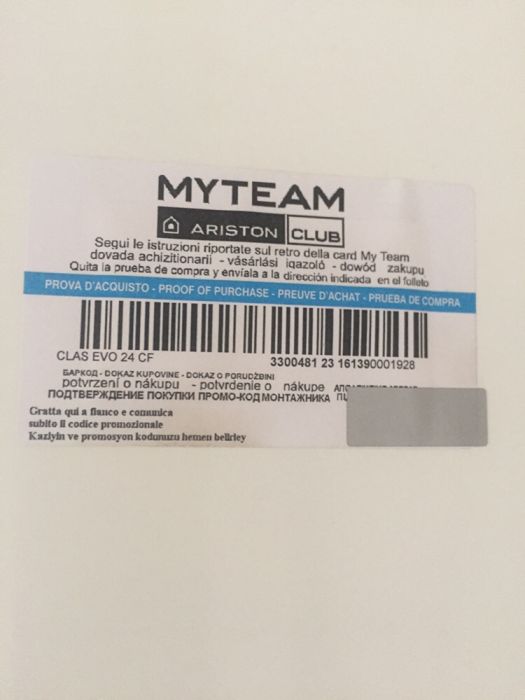 MYTEAM
ARISTON CLUB
Segui le istruzioni riportate sul retro della card My Team
dovada achizitionarii - vásárlási iqazoló - dowód zakupu
Quita la prueba de compra y envíala a la dirección indicada en el folleto
PROVA D'ACQUISTO - PROOF OF PURCHASE - PREUVE D'ACHAT - PRUEBA DE COMPRA
CLAS EVO 24 CF 3300481 23 161390001928
БАРКОД - DOKAZ KUPOVINE - DOKAZ O PORUDŽBINI
potvrzení o nákupu - potvrdenie o nákupe
ПОДТВЕРЖДЕНИЕ ПОКУПКИ ПРОМО-КОД МОНТАЖНИКА
Gratta qui a fianco e comunica
subito il codice promozionale
Kaziyin ve promosyon kodunuzu hemen belirley